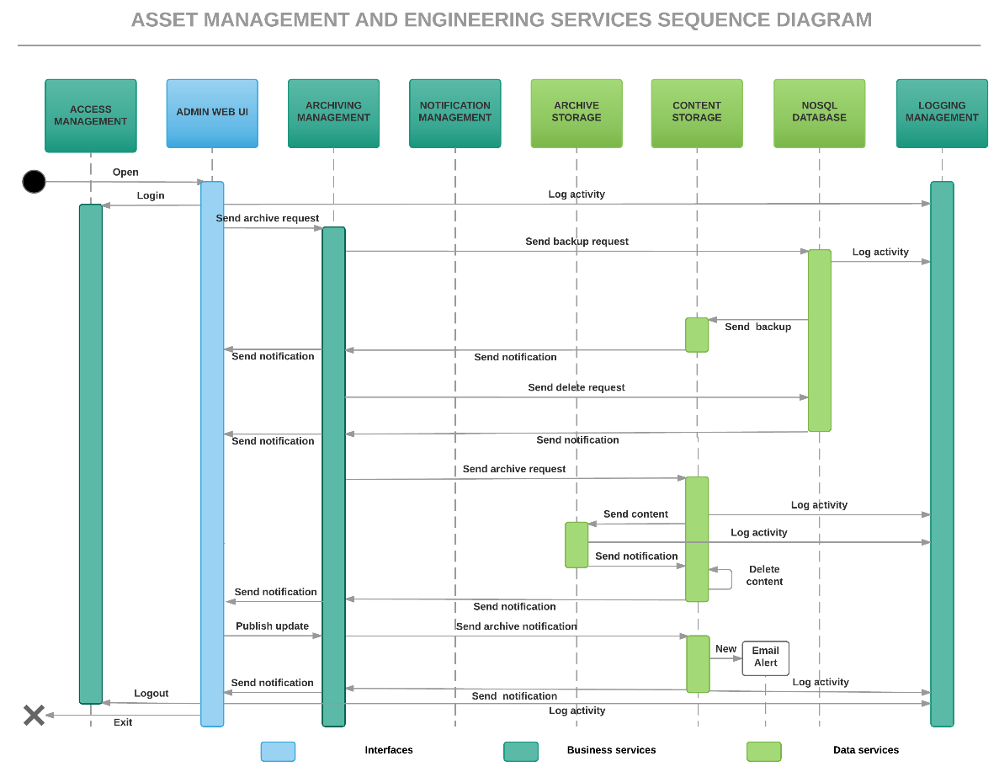 ASSET MANAGEMENT AND ENGINEERING SERVICES SEQUENCE DIAGRAM
ACCESS
MANAGEMENT
ADMIN WEB UI
ARCHIVING
MANAGEMENT
NOTIFICATION
MANAGEMENT
ARCHIVE
STORAGE
CONTENT
STORAGE
NOSQL
DATABASE
LOGGING
MANAGEMENT
Open
Login
Log activity
Send archive request
Send backup request
Log activity
Send backup
Send notification
Send notification
Send delete request
Send notification
Send notification
Send archive request
Log activity
Send content
Log activity
Send notification
Delete
content
Send notification
Send notification
Publish update
Send archive notification
New
Email
Alert
Send notification
Log activity
Logout
Send notification
Log activity
Exit
Interfaces
Business services
Data services